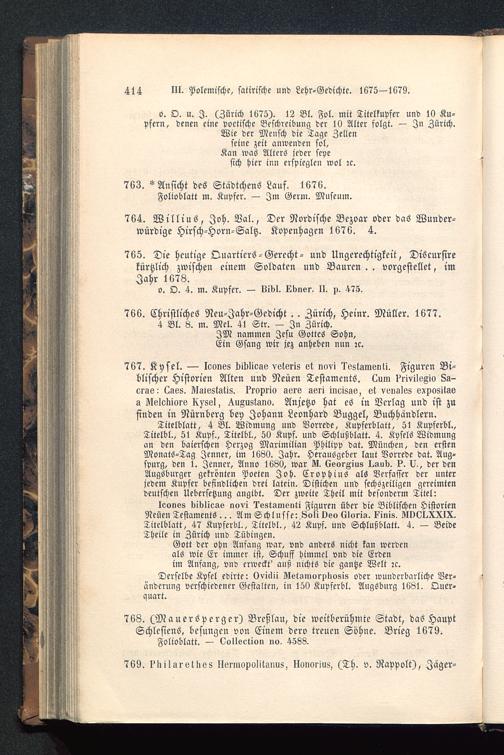 414 III. Polemische, satirische und Lehr-Gedichte. 1675—1679.
o. O. u. J. (Zürich 1675). 12 Bl. Fol. mit Titelkupfer und 10 Ku-
pfern, denen eine poetische Beschreibung der 10 Alter folgt. — In Zürich.
Wie der Mensch die Tage Zellen
seine zeit anwenden sol,
Kan was Alters jeder seye
sich hier inn erspieglen wol ꝛc.
763. * Ansicht des Städtchens Lauf. 1676.
Folioblatt m. Kupfer. — Im Germ. Museum.
764. Willius, Joh. Val., Der Nordische Bezoar oder das Wunder-
würdige Hirsch-Horn-Saltz. Kopenhagen 1676. 4.
765. Die heutige Quartiers-Gerecht- und Ungerechtigkeit, Discursire
kürtzlich zwischen einem Soldaten und Bauren . . vorgestellet, im
Jahr 1678.
o. O. 4. m. Kupfer. — Bibl. Ebner. II. p. 475.
766. Christliches Neu-Jahr-Gedicht . . Zürich, Heinr. Müller. 1677.
4 Bl. 8. m. Mel. 41 Str. — In Zürich.
IM nammen Jesu Gottes Sohn,
Ein Gsang wir jez anheben nun ꝛc.
767. Kysel. — Icones biblicae veteris et novi Testamenti. Figuren Bi-
blischer Historien Alten und Neüen Testaments. Cum Privilegio Sa-
crae: Caes. Maiestatis. Proprio aere aeri incisae, et venales expositae
a Melchiore Kysel, Augustano. Anjetzo hat es in Verlag und ist zu
finden in Nürnberg bey Johann Leonhard Buggel, Buchhändlern.
Titelblatt, 4 Bl. Widmung und Vorrede, Kupferblatt, 51 Kupferbl.,
Titelbl., 51 Kupf., Titelbl., 50 Kupf. und Schlußblatt. 4. Kysels Widmung
an den baierschen Herzog Maximilian Philipp dat. München, den ersten
Monats-Tag Jenner, im 1680. Jahr. Herausgeber laut Vorrede dat. Aug-
spurg, den 1. Jenner, Anno 1680, war M. Georgius Laub. P. U., der den
Augsburger gekrönten Poeten Joh. Crophius als Verfasser der unter
jedem Kupfer befindlichen drei latein. Distichen und sechszeiligen gereimten
deutschen Uebersetzung angibt. Der zweite Theil mit besonderm Titel:
Icones biblicae novi Testamenti Figuren über die Biblischen Historien
Neüen Testaments . . . Am Schlusse: Soli Deo Gloria. Finis. MDCLXXIX.
Titelblatt, 47 Kupferbl., Titelbl., 42 Kupf. und Schlußblatt. 4. — Beide
Theile in Zürich und Tübingen.
Gott der ohn Anfang war, und anders nicht kan werden
als wie Er immer ist, Schuff himmel und die Erden
im Anfang, und erweckt' auß nichts die gantze Welt ꝛc.
Derselbe Kysel edirte: Ovidii Metamorphosis oder wunderbarliche Ver-
änderung verschiedener Gestalten, in 150 Kupferbl. Augsburg 1681. Quer-
quart.
768. (Mauersperger) Breßlau, die weitberühmte Stadt, das Haupt
Schlesiens, besungen von Einem dero treuen Söhne. Brieg 1679.
Folioblatt. — Collection no. 4588.
769. Philarethes Hermopolitanus, Honorius, (Th. v. Rappolt), Jäger-